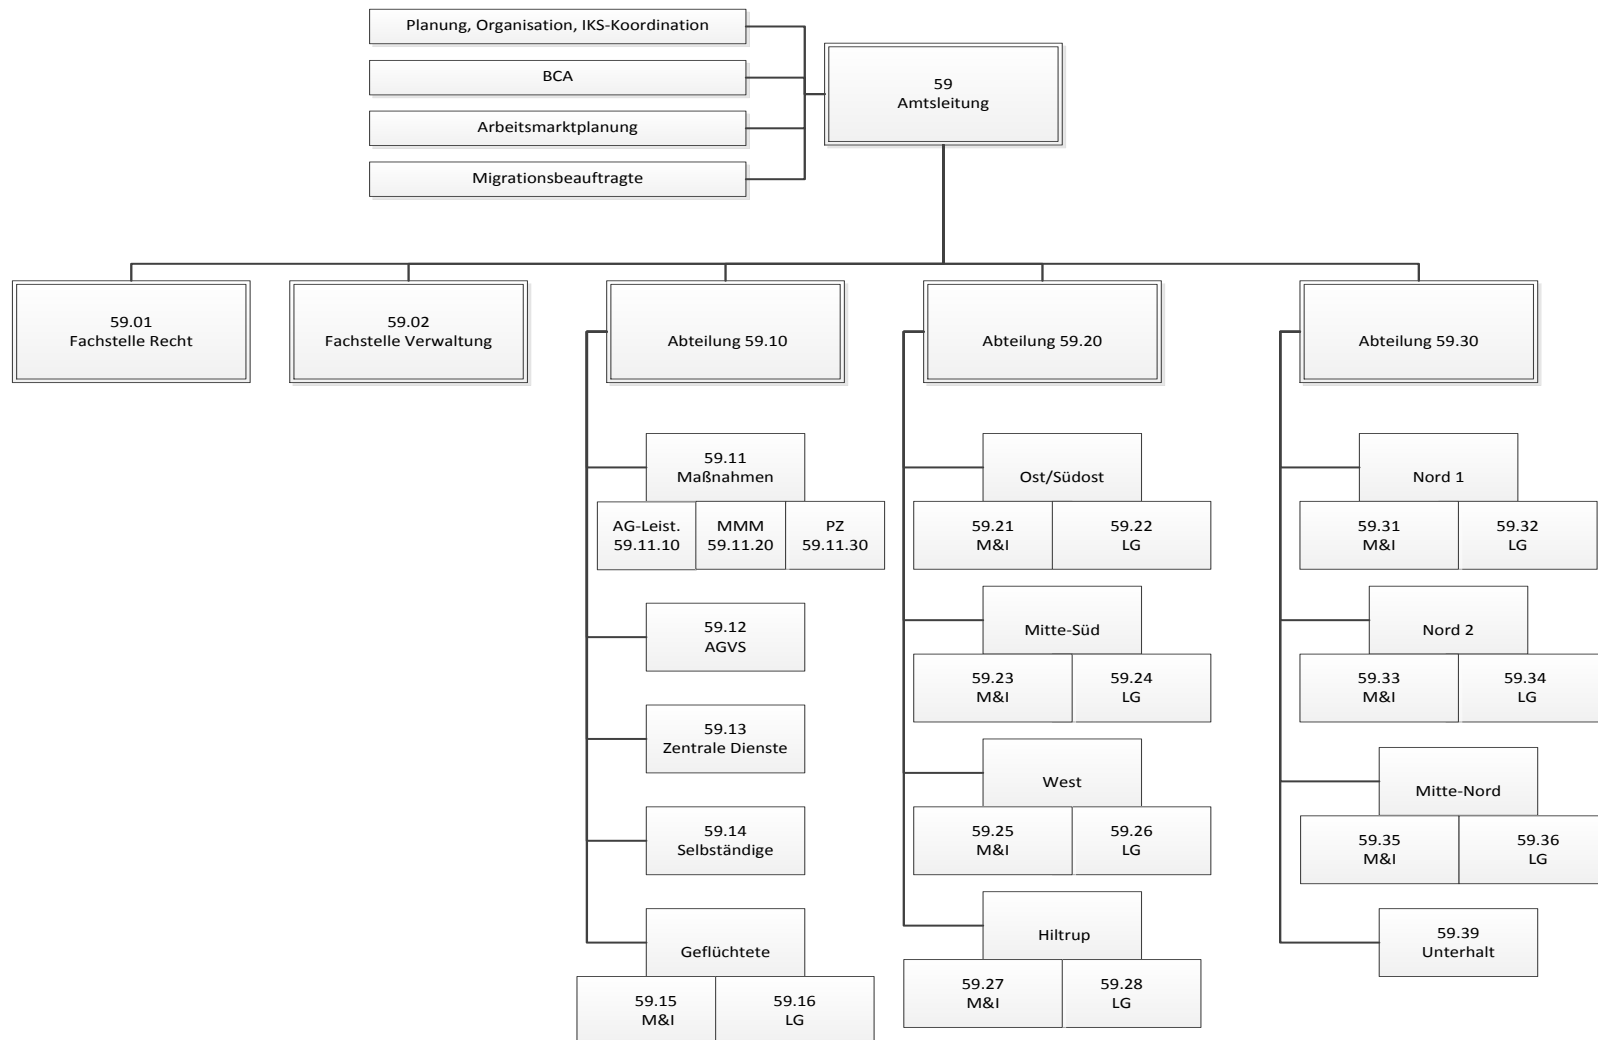 Planung, Organisation, IKS-Koordination
BCA
Arbeitsmarktplanung
Migrationsbeauftragte
59
Amtsleitung
59.01
Fachstelle Recht
59.02
Fachstelle Verwaltung
Abteilung 59.10
Abteilung 59.20
Abteilung 59.30
59.11
Maßnahmen
AG-Leist.
59.11.10
MMM
59.11.20
PZ
59.11.30
59.12
AGVS
59.13
Zentrale Dienste
59.14
Selbständige
Geflüchtete
59.15
M&I
59.16
LG
Ost/Südost
59.21
M&I
59.22
LG
Mitte-Süd
59.23
M&I
59.24
LG
West
59.25
M&I
59.26
LG
Hiltrup
59.27
M&I
59.28
LG
Nord 1
59.31
M&I
59.32
LG
Nord 2
59.33
M&I
59.34
LG
Mitte-Nord
59.35
M&I
59.36
LG
59.39
Unterhalt